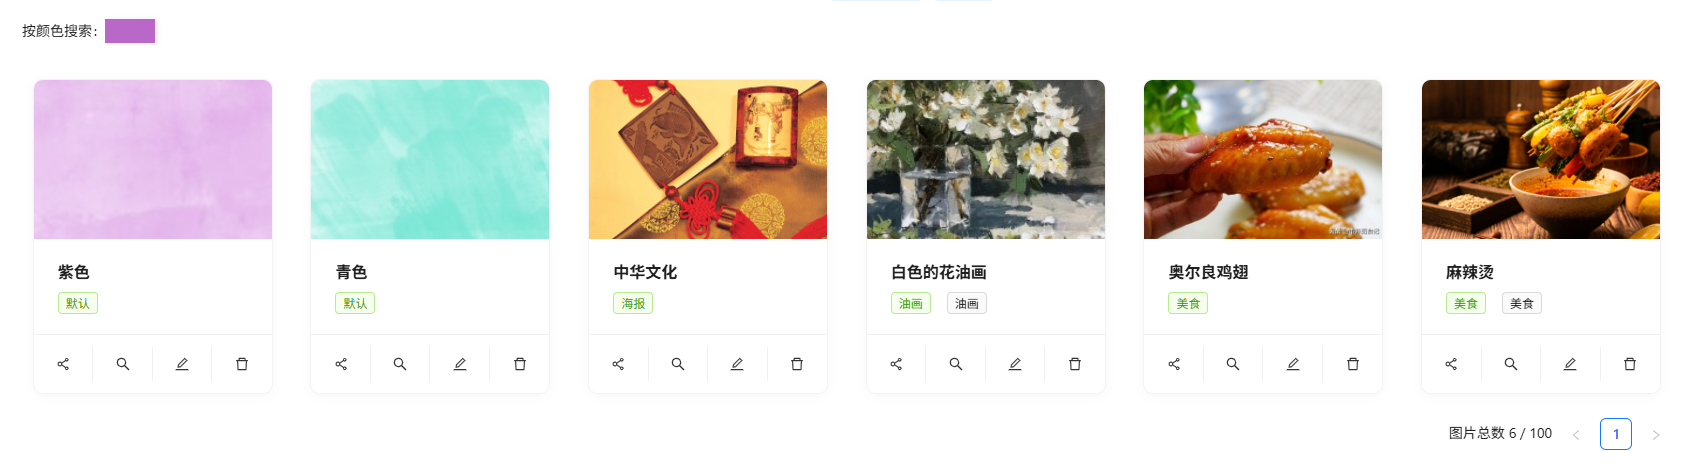 按颜色搜索：
紫色
默认
青色
默认
中华文化
海报
白色的花油画
油画 油画
奥尔良鸡翅
美食
麻辣烫
美食 美食
图片总数 6 / 100
1